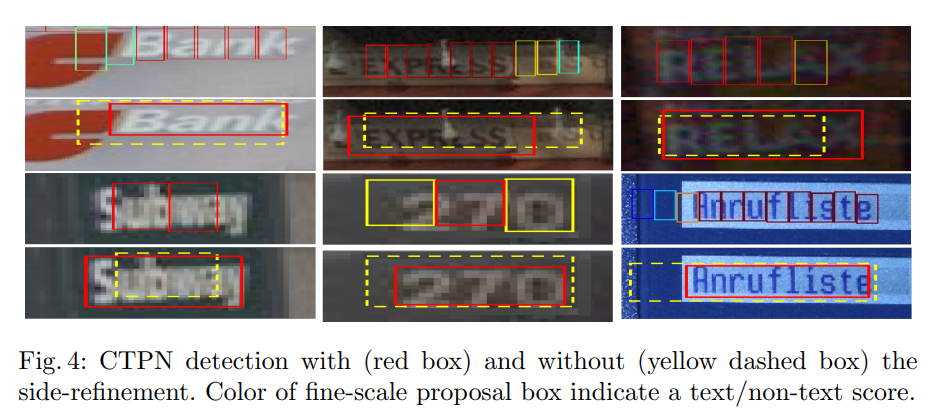 Bank
EXPRESS
RELAX
Bank
EXPRESS
RELAX
Subway
270
Anrufliste
Subway
270
Anrufliste
Fig. 4: CTPN detection with (red box) and without (yellow dashed box) the
side-refinement. Color of fine-scale proposal box indicate a text/non-text score.